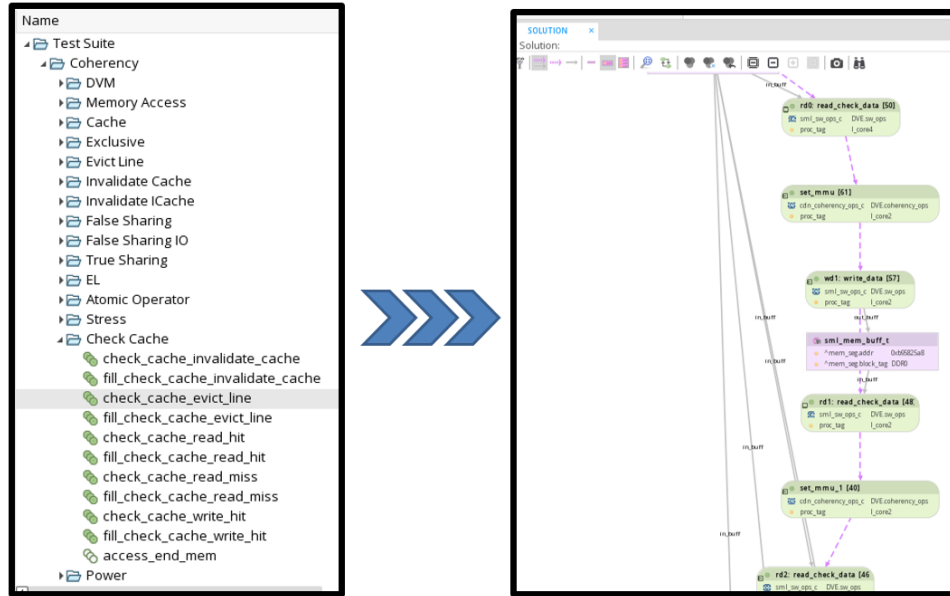 Name
Test Suite
Coherency
DVM
Memory Access
Cache
Exclusive
Evict Line
Invalidate Cache
Invalidate ICache
False Sharing
False Sharing IO
True Sharing
EL
Atomic Operator
Stress
Check Cache
check_cache_invalidate_cache
fill_check_cache_invalidate_cache
check_cache_evict_line
fill_check_cache_evict_line
check_cache_read_hit
fill_check_cache_read_hit
check_cache_read_miss
fill_check_cache_read_miss
check_cache_write_hit
fill_check_cache_write_hit
access_end_mem
Power
SOLUTION ×
Solution:
in_buff
rd0: read_check_data [50]
sml_sw_ops_c DVE.sw_ops
proc_tag l_core4
set_mmu [61]
cdn_coherency_ops_c DVE.coherency_ops
proc_tag l_core2
wd1: write_data [57]
sml_sw_ops_c DVE.sw_ops
proc_tag l_core2
in_buff
out_buff
sml_mem_buff_t
^mem_seg.addr 0xb65825a8
^mem_seg.block_tag DDR0
in_buff
in_buff
rd1: read_check_data [48
sml_sw_ops_c DVE.sw_ops
proc_tag l_core2
in_buff
set_mmu_1 [40]
cdn_coherency_ops_c DVE.coherency_ops
proc_tag l_core2
in_buff
rd2: read_check_data [46
sml_sw_ops_c DVE.sw_ops